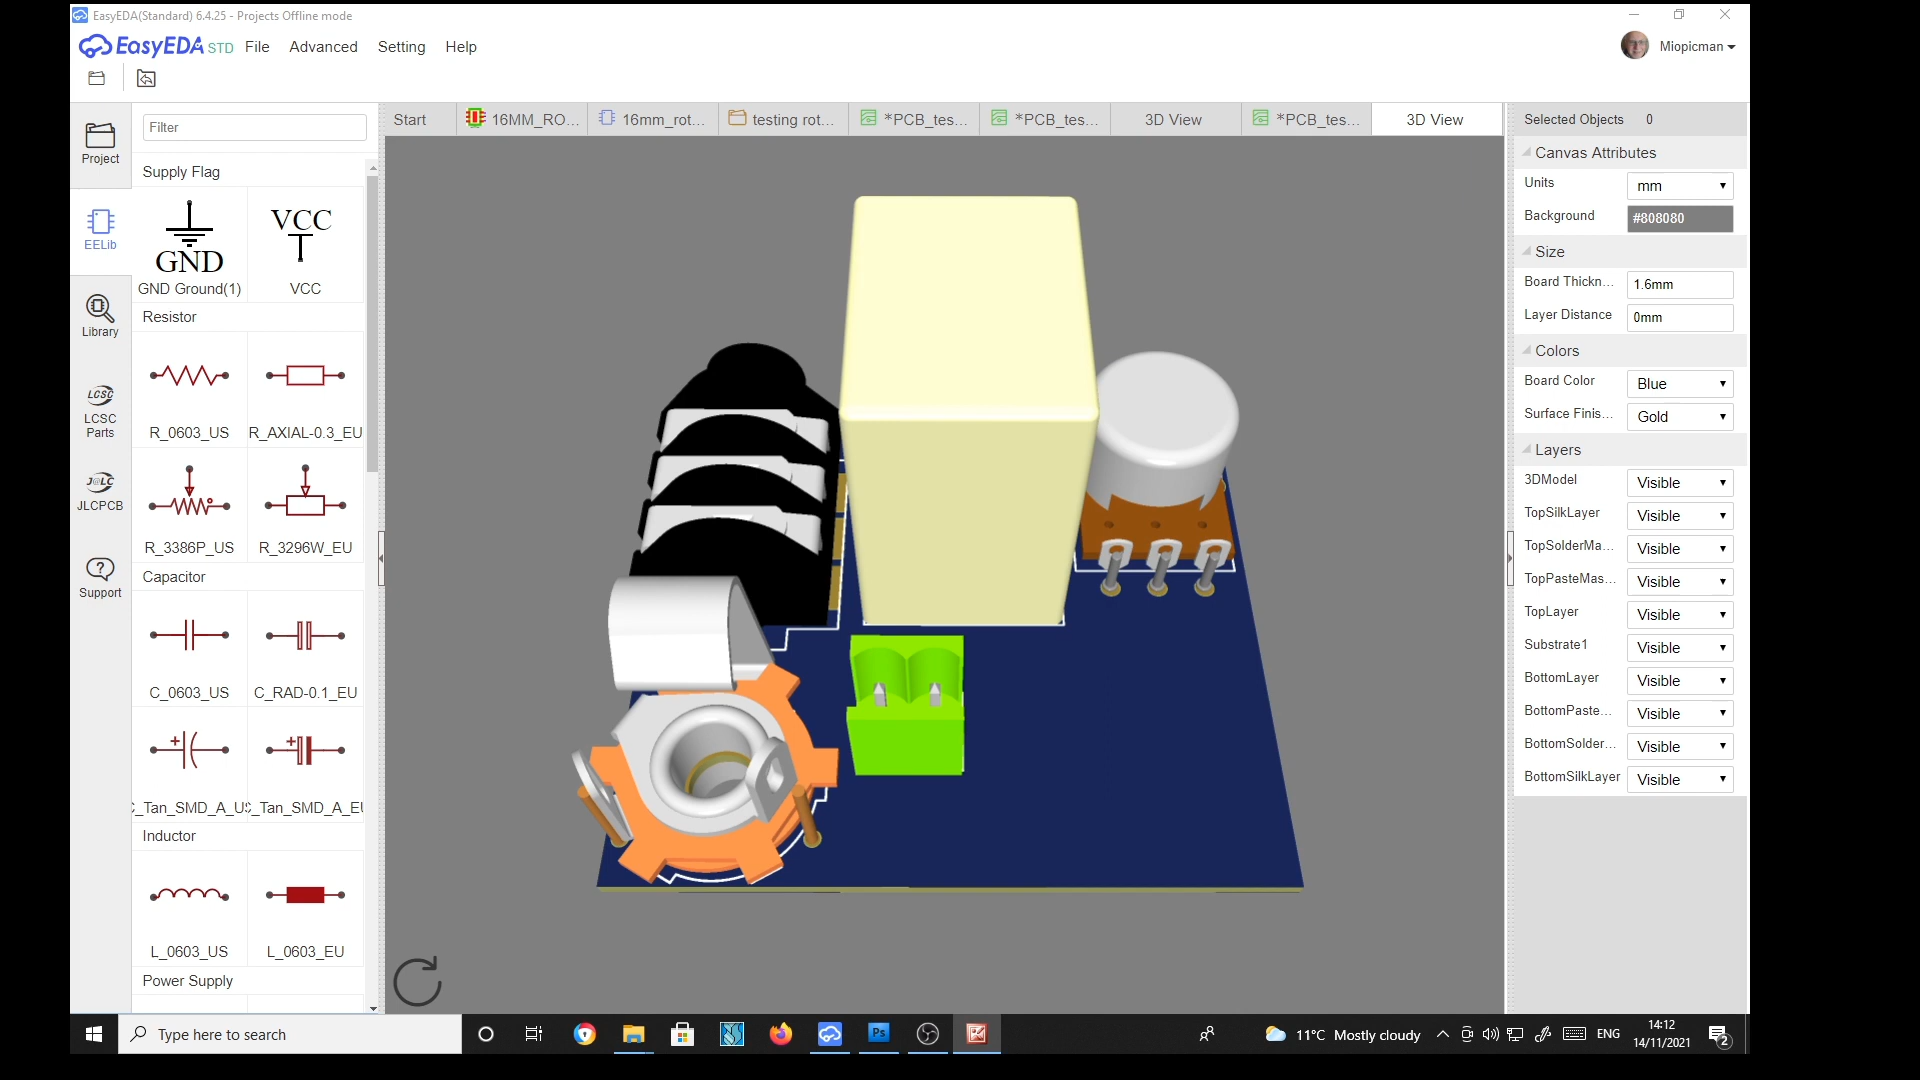 EasyEDA(Standard) 6.4.25 - Projects Offline mode
EasyEDA STD File Advanced Setting Help
Miopicman
Start 16MM_RO... 16mm_rot... testing rot... *PCB_tes... *PCB_tes... 3D View *PCB_tes... 3D View
Project
EELib
Library
LCSC
LCSC
Parts
J@LC
JLCPCB
Support
Filter
Supply Flag
GND
VCC
GND Ground(1) VCC
Resistor
R_0603_US R_AXIAL-0.3_EU
R_3386P_US R_3296W_EU
Capacitor
C_0603_US C_RAD-0.1_EU
_Tan_SMD_A_US _Tan_SMD_A_EU
Inductor
L_0603_US L_0603_EU
Power Supply
Selected Objects 0
Canvas Attributes
Units mm
Background #808080
Size
Board Thickn... 1.6mm
Layer Distance 0mm
Colors
Board Color Blue
Surface Finis... Gold
Layers
3DModel Visible
TopSilkLayer Visible
TopSolderMa... Visible
TopPasteMas... Visible
TopLayer Visible
Substrate1 Visible
BottomLayer Visible
BottomPaste... Visible
BottomSolder... Visible
BottomSilkLayer Visible
Type here to search
Ps
11°C Mostly cloudy
ENG
14:12
14/11/2021
2